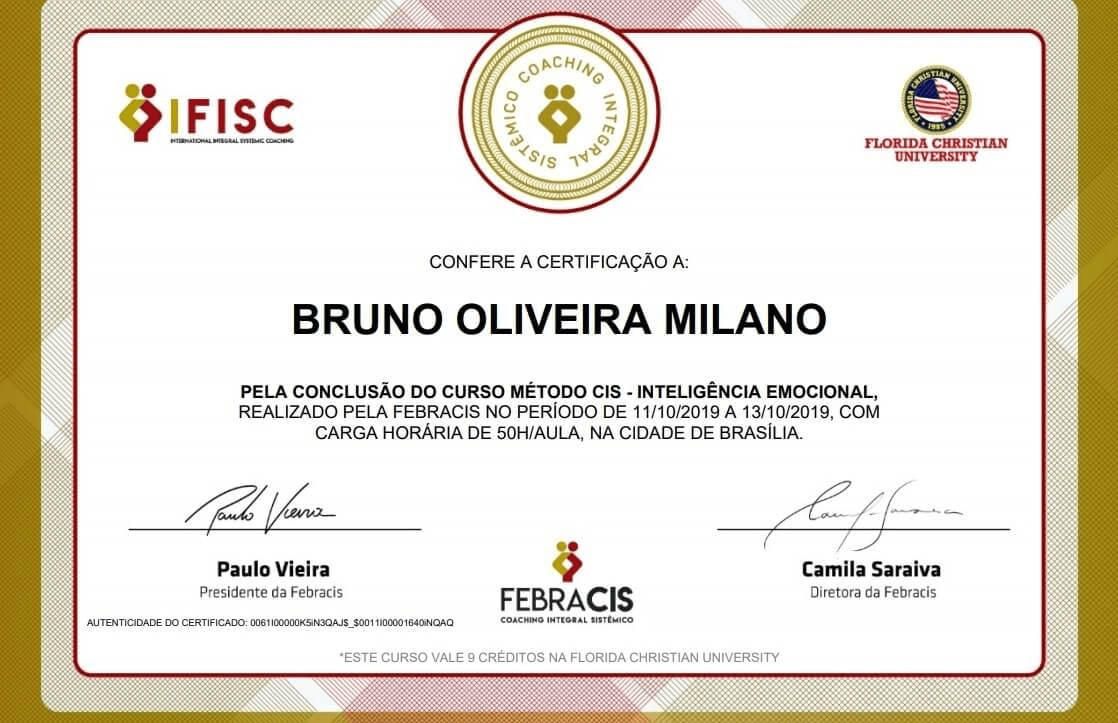 IFISC
INTERNATIONAL INTEGRAL SYSTEMIC COACHING
COACHING INTEGRAL SISTÊMICO
FLORIDA CHRISTIAN UNIVERSITY
1985
FLORIDA CHRISTIAN
UNIVERSITY
CONFERE A CERTIFICAÇÃO A:
BRUNO OLIVEIRA MILANO
PELA CONCLUSÃO DO CURSO MÉTODO CIS - INTELIGÊNCIA EMOCIONAL,
REALIZADO PELA FEBRACIS NO PERÍODO DE 11/10/2019 A 13/10/2019, COM
CARGA HORÁRIA DE 50H/AULA, NA CIDADE DE BRASÍLIA.
Paulo Vieira
Paulo Vieira
Presidente da Febracis
FEBRACIS
COACHING INTEGRAL SISTÊMICO
Camila Saraiva
Diretora da Febracis
AUTENTICIDADE DO CERTIFICADO: 0061I00000K5iN3QAJ$_$0011I00001640iNQAQ
*ESTE CURSO VALE 9 CRÉDITOS NA FLORIDA CHRISTIAN UNIVERSITY